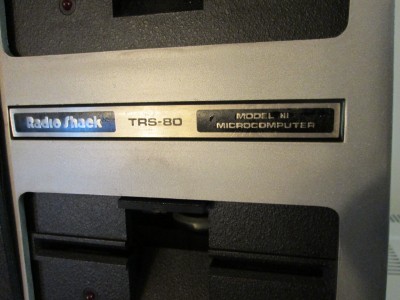 Radio Shack TRS-80 MODEL III
MICROCOMPUTER